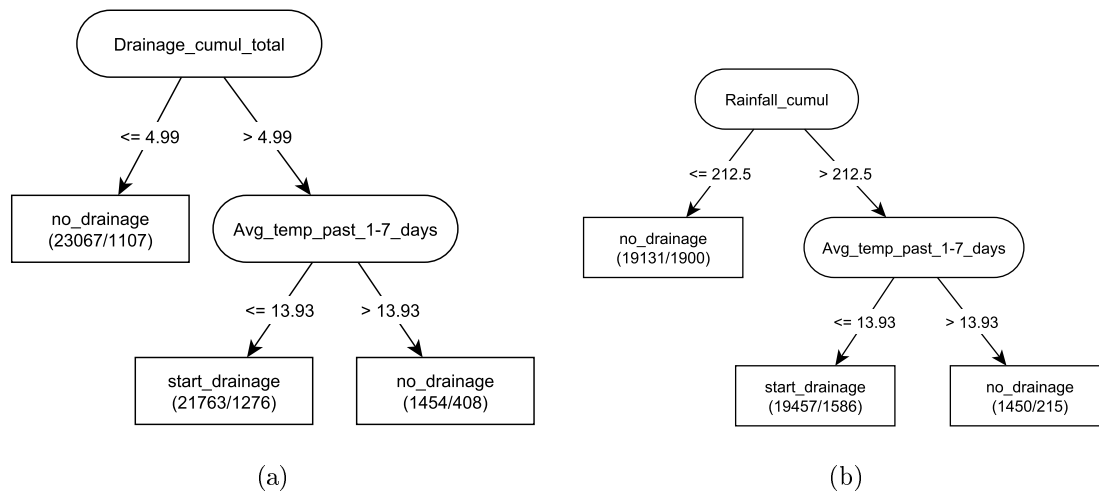 Drainage_cumul_total
<= 4.99
> 4.99
no_drainage
(23067/1107)
Avg_temp_past_1-7_days
<= 13.93
> 13.93
start_drainage
(21763/1276)
no_drainage
(1454/408)
(a)
Rainfall_cumul
<= 212.5
> 212.5
no_drainage
(19131/1900)
Avg_temp_past_1-7_days
<= 13.93
> 13.93
start_drainage
(19457/1586)
no_drainage
(1450/215)
(b)